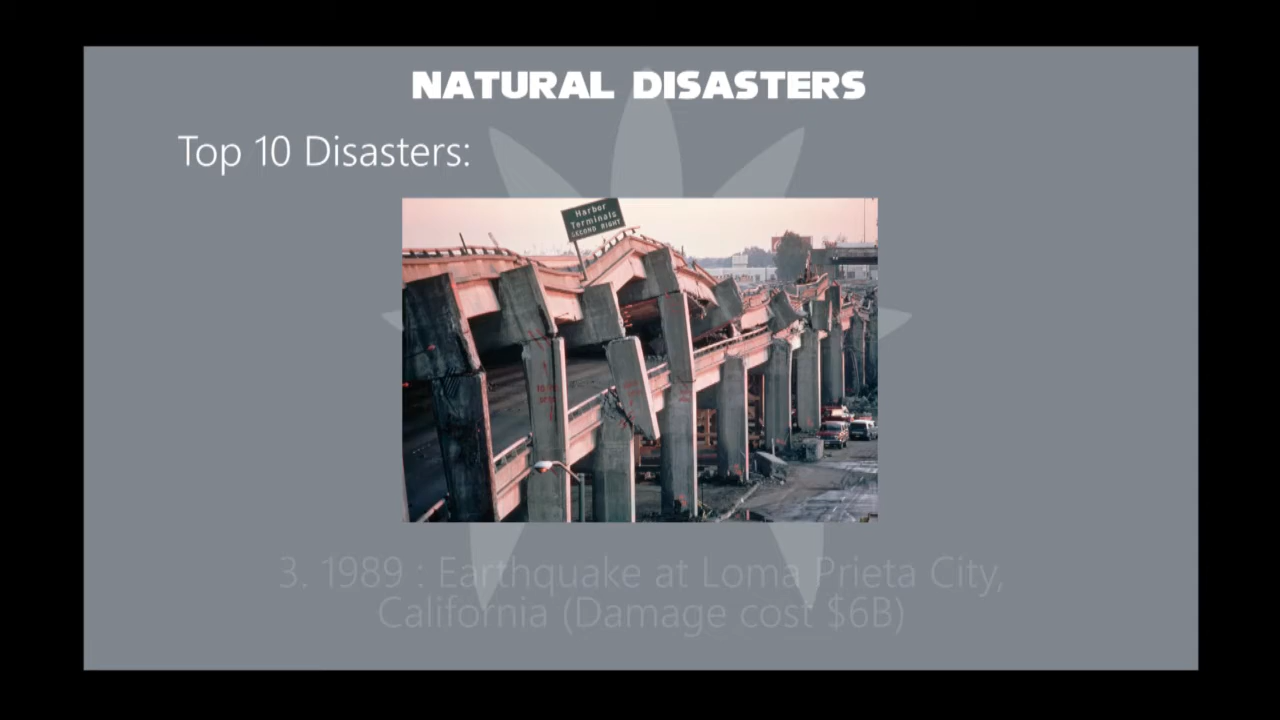 NATURAL DISASTERS
Top 10 Disasters:
Harbor
Terminals
SECOND RIGHT
3. 1989 : Earthquake at Loma Prieta City,
California (Damage cost $6B)